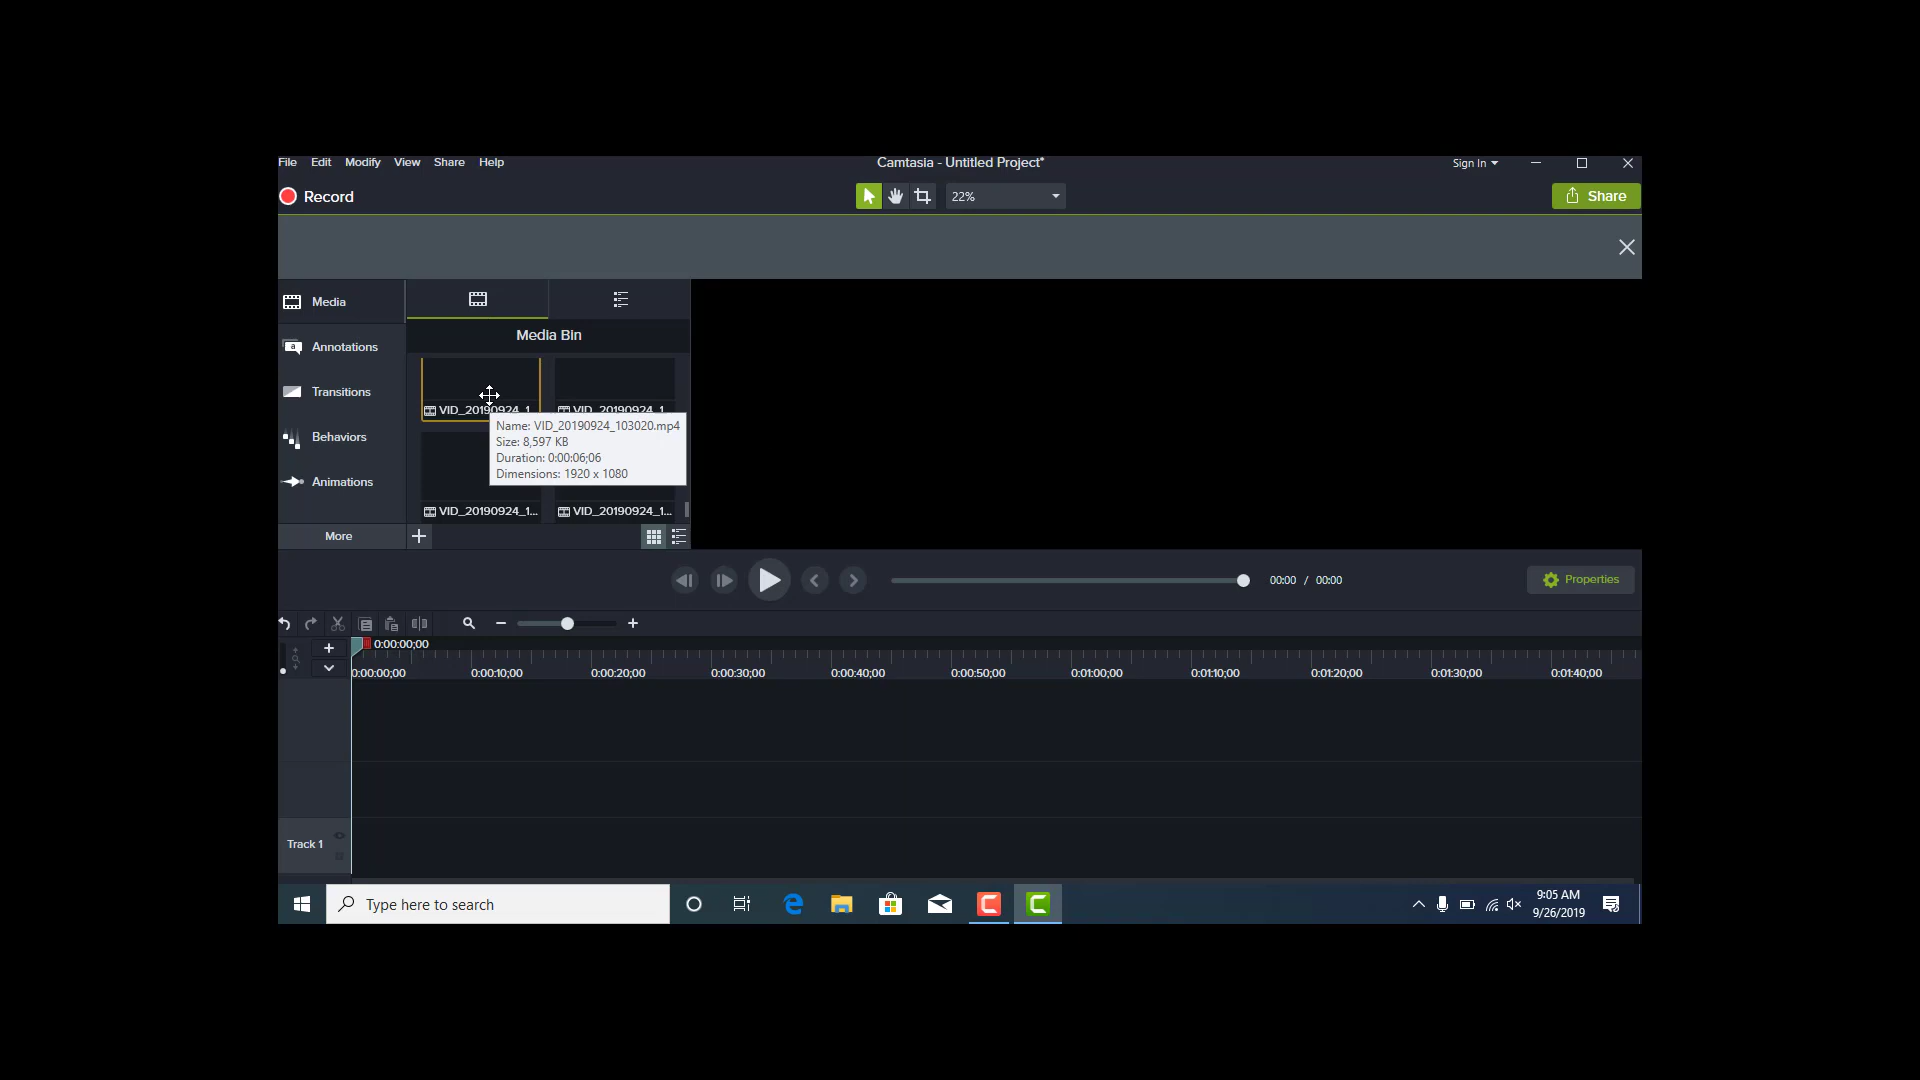 File Edit Modify View Share Help
Camtasia - Untitled Project*
Sign In
Record
22%
Share
Media
Annotations
Transitions
Behaviors
Animations
More
Media Bin
VID_20190924_1
VID_20190924_1
Name: VID_20190924_103020.mp4
Size: 8,597 KB
Duration: 0:00:06;06
Dimensions: 1920 x 1080
VID_20190924_1...
VID_20190924_1...
00:00 / 00:00
Properties
0:00:00;00
0:00:00;00 0:00:10;00 0:00:20;00 0:00:30;00 0:00:40;00 0:00:50;00 0:01:00;00 0:01:10;00 0:01:20;00 0:01:30;00 0:01:40;00
Track 1
Type here to search
9:05 AM
9/26/2019